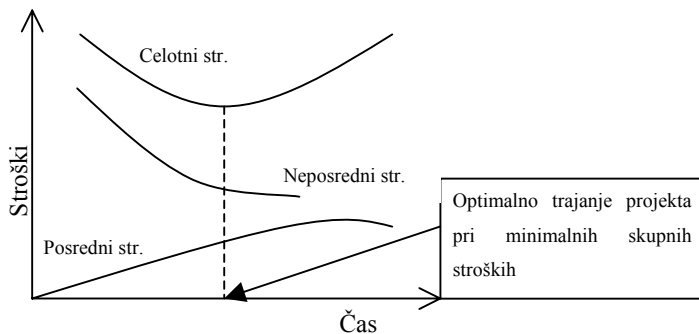 Celotni str.
Stroški
Neposredni str.
Optimalno trajanje projekta
pri minimalnih skupnih
stroških
Posredni str.
Čas